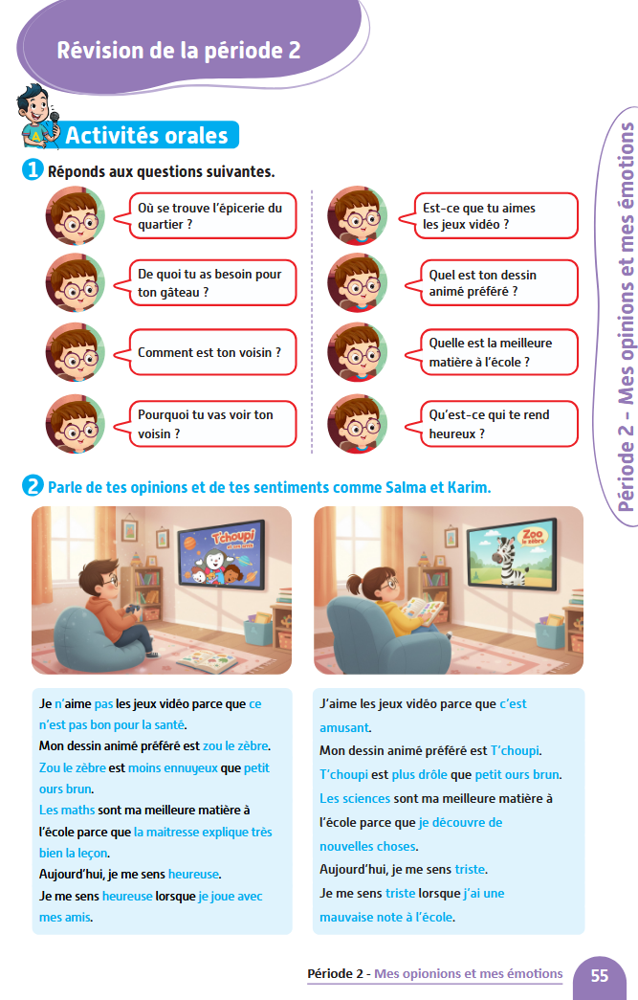 Révision de la période 2
Activités orales
1 Réponds aux questions suivantes.
Où se trouve l'épicerie du
quartier ?
De quoi tu as besoin pour
ton gâteau ?
Comment est ton voisin ?
Pourquoi tu vas voir ton
voisin ?
Est-ce que tu aimes
les jeux vidéo ?
Quel est ton dessin
animé préféré ?
Quelle est la meilleure
matière à l'école ?
Qu'est-ce qui te rend
heureux ?
2 Parle de tes opinions et de tes sentiments comme Salma et Karim.
T'choupi
et ses amis
Zoo
le zèbre
A
Je n'aime pas les jeux vidéo parce que ce
n'est pas bon pour la santé.
Mon dessin animé préféré est zou le zèbre.
Zou le zèbre est moins ennuyeux que petit
ours brun.
Les maths sont ma meilleure matière à
l'école parce que la maitresse explique très
bien la leçon.
Aujourd'hui, je me sens heureuse.
Je me sens heureuse lorsque je joue avec
mes amis.
J'aime les jeux vidéo parce que c'est
amusant.
Mon dessin animé préféré est T'choupi.
T'choupi est plus drôle que petit ours brun.
Les sciences sont ma meilleure matière à
l'école parce que je découvre de
nouvelles choses.
Aujourd'hui, je me sens triste.
Je me sens triste lorsque j'ai une
mauvaise note à l'école.
Période 2 – Mes opinions et mes émotions
Période 2 - Mes opionions et mes émotions
55